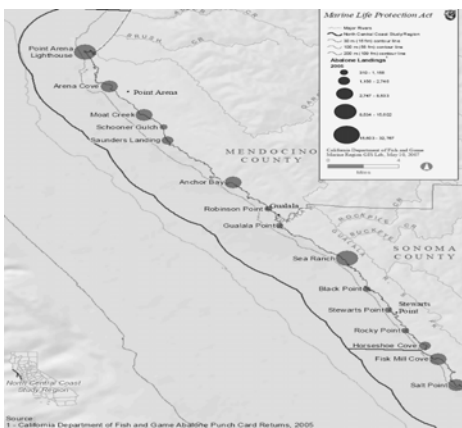 Marine Life Protection Act
Major Rivers
North Central Coast Study Region
Abalone Landings
2005
California Department of Fish and Game
Marine Region GIS Lab, May 18, 2007
Miles
Point Arena
Lighthouse
Arena Cove
Point Arena
Moat Creek
Schooner Gulch
Saunders Landing
MENDOCINO
COUNTY
Anchor Bay
Robinson Point
Gualala
Gualala Point
SONOMA
COUNTY
Sea Ranch
Black Point
Stewarts Point
Stewarts
Point
Rocky Point
Horseshoe Cove
Fisk Mill Cove
Salt Point
North Central Coast
Study Region
Source:
1 - California Department of Fish and Game Abalone Punch Card Returns, 2005